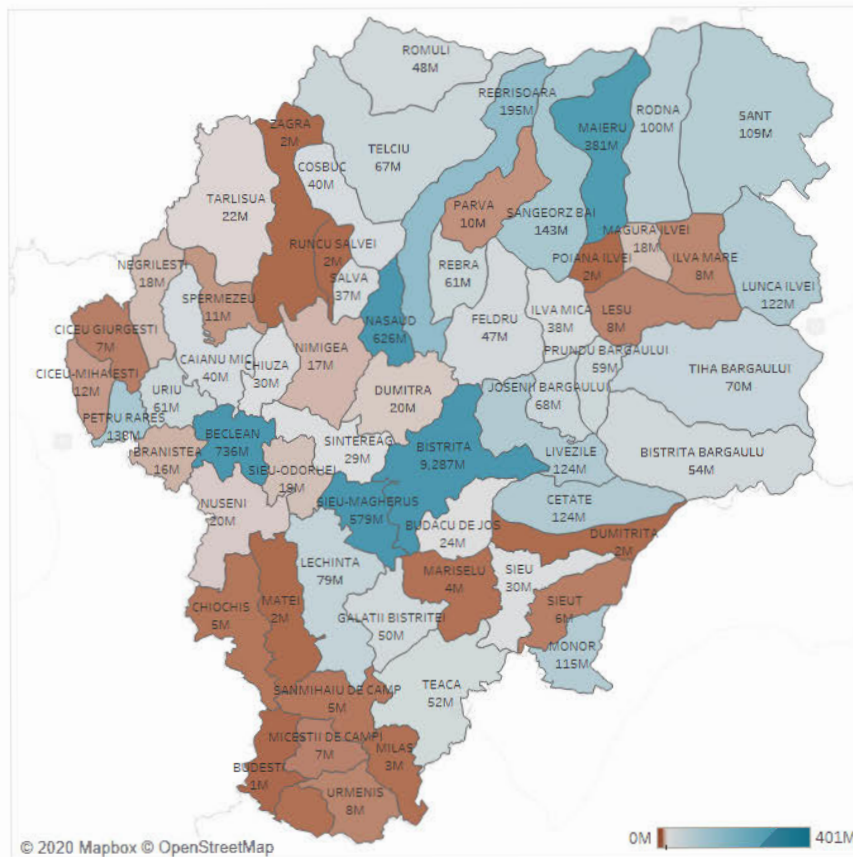 ROMULI
48M
REBRISOARA
195M
ZAGRA
2M
MAIERU
381M
RODNA
100M
SANT
109M
TELCIU
67M
COSBUC
40M
TARLISUA
22M
PARVA
10M
SANGEORZ BAI
143M
MAGURA ILVEI
18M
RUNCU SALVEI
2M
POIANA ILVEI
2M
ILVA MARE
8M
NEGRILESTI
18M
SALVA
37M
REBRA
61M
LUNCA ILVEI
122M
SPERMEZEU
11M
NASAUD
626M
FELDRU
47M
ILVA MICA
38M
LESU
8M
CICEU GIURGESTI
7M
CAIANU MIC
40M
CHIUZA
30M
NIMIGEA
17M
PRUNDU BARGAULUI
59M
TIHA BARGAULUI
70M
CICEU-MIHAIESTI
12M
URIU
61M
DUMITRA
20M
JOSENII BARGAULUI
68M
PETRU RARES
138M
BECLEAN
736M
SINTEREAG
29M
BISTRITA
9,287M
LIVEZILE
124M
BISTRITA BARGAULU
54M
BRANISTEA
16M
SIEU-ODORHEI
19M
NUSENI
20M
SIEU-MAGHERUS
579M
CETATE
124M
BUDACU DE JOS
24M
DUMITRITA
2M
LECHINTA
79M
MARISELU
4M
SIEU
30M
CHIOCHIS
5M
MATEI
2M
SIEUT
6M
GALATII BISTRITEI
50M
MONOR
115M
SANMIHAIU DE CAMP
5M
TEACA
52M
MICESTII DE CAMPI
7M
MILAS
3M
BUDESTI
1M
URMENIS
8M
© 2020 Mapbox © OpenStreetMap
0M 401M